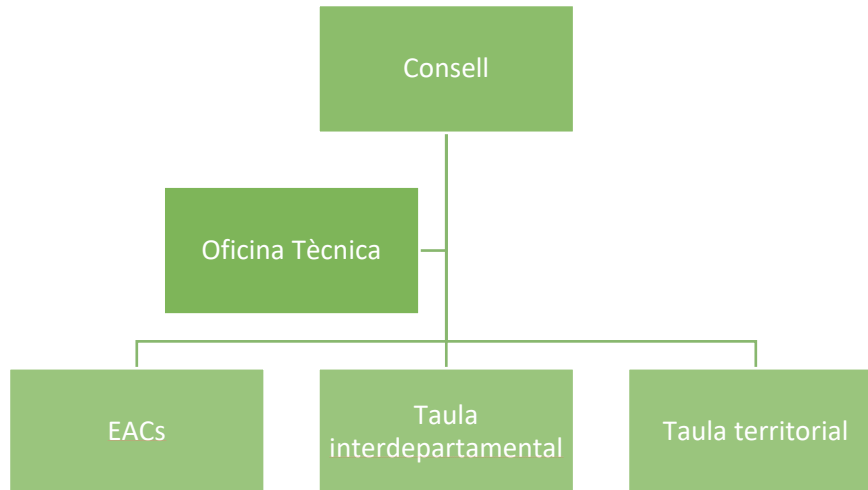 Consell
Oficina Tècnica
EACs
Taula
interdepartamental
Taula territorial